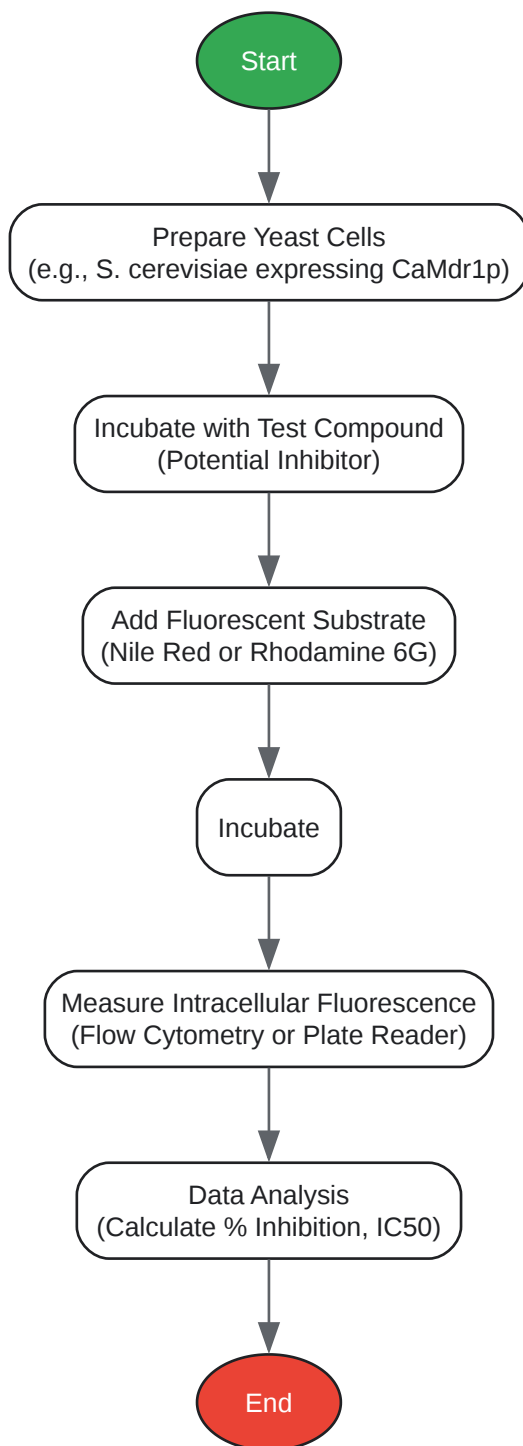 Start
Prepare Yeast Cells
(e.g., S. cerevisiae expressing CaMdr1p)
Incubate with Test Compound
(Potential Inhibitor)
Add Fluorescent Substrate
(Nile Red or Rhodamine 6G)
Incubate
Measure Intracellular Fluorescence
(Flow Cytometry or Plate Reader)
Data Analysis
(Calculate % Inhibition, IC50)
End